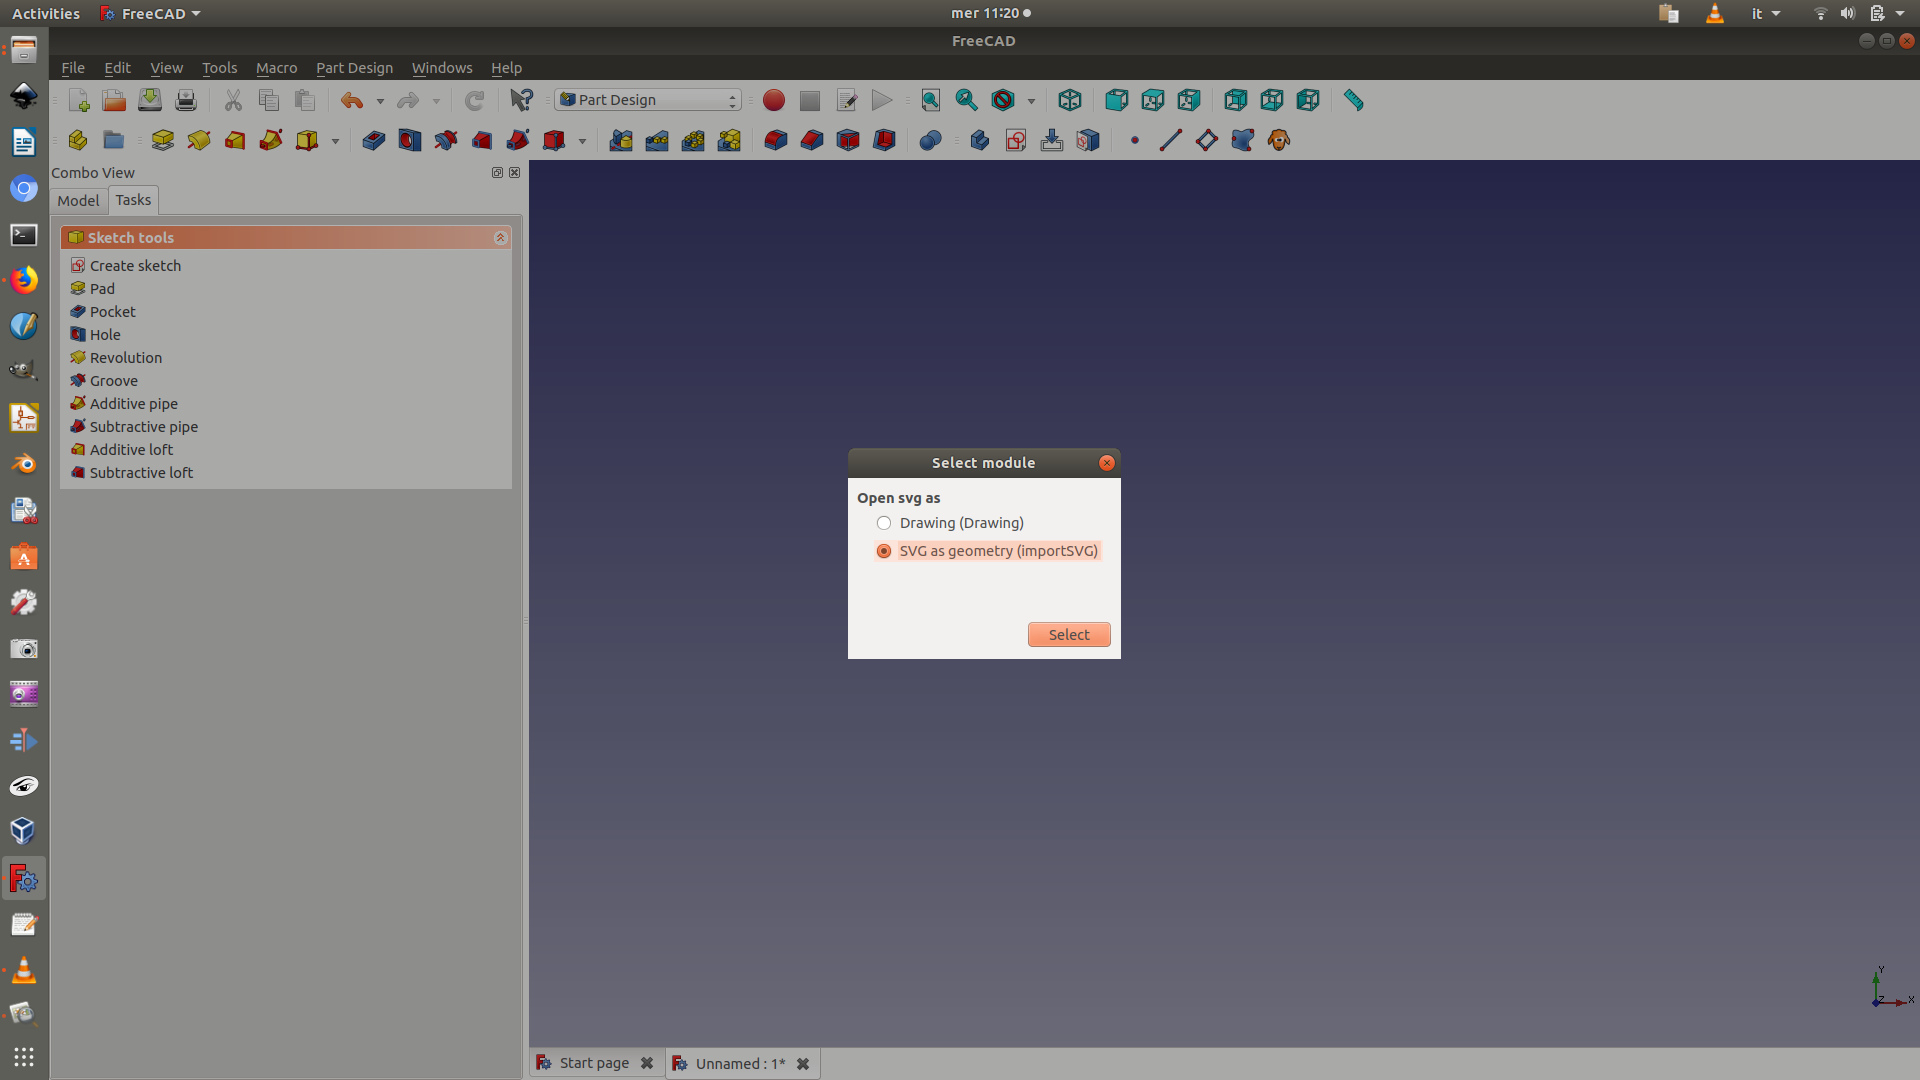 Activities FreeCAD mer 11:20 it
FreeCAD
File Edit View Tools Macro Part Design Windows Help
Part Design
Combo View
Model Tasks
Sketch tools
Create sketch
Pad
Pocket
Hole
Revolution
Groove
Additive pipe
Subtractive pipe
Additive loft
Subtractive loft
Select module
Open svg as
Drawing (Drawing)
SVG as geometry (importSVG)
Select
Y
Z X
Start page Unnamed : 1*